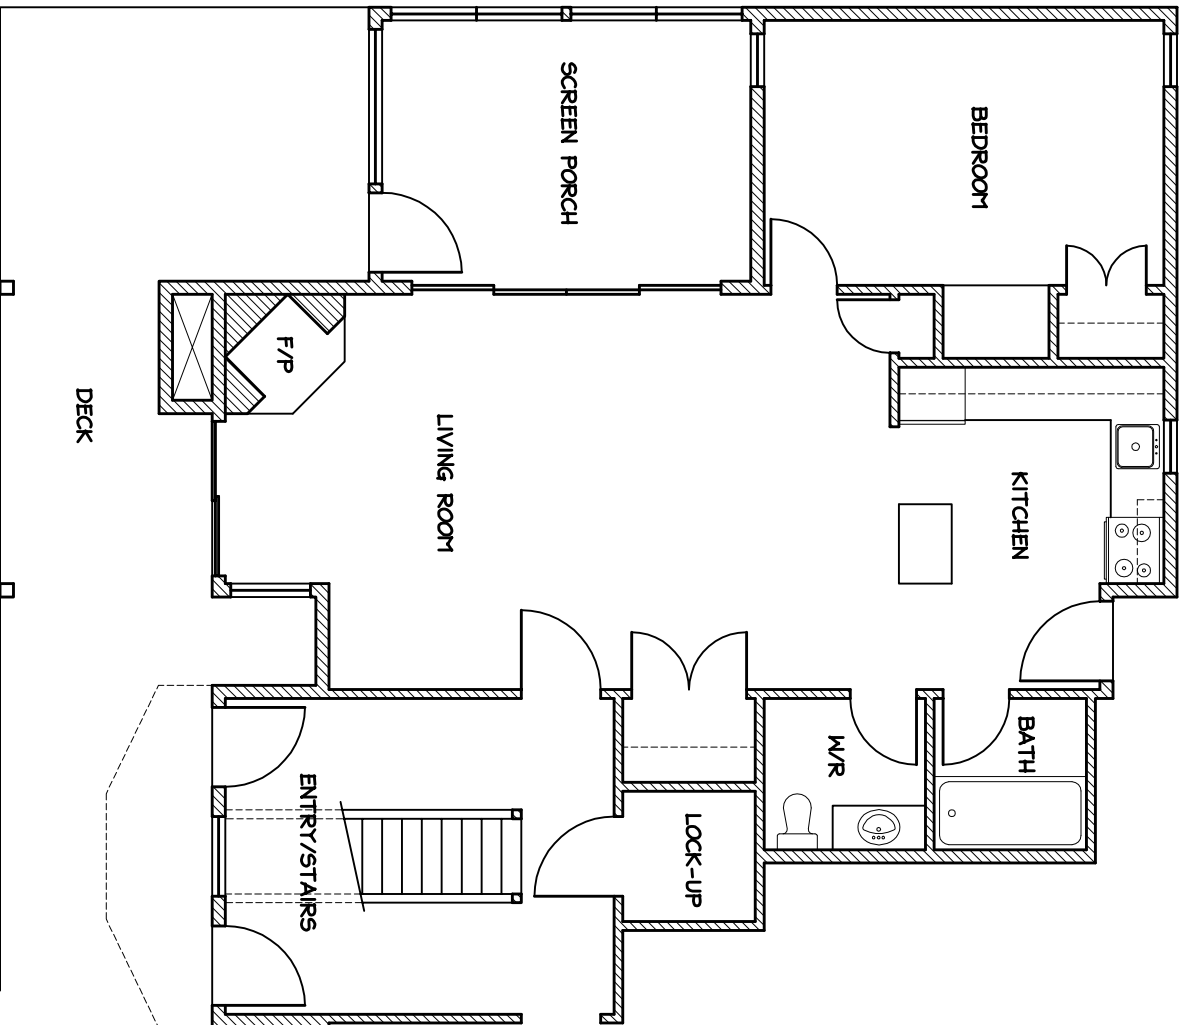 SCREEN PORCH
BEDROOM
F/P
DECK
LIVING ROOM
KITCHEN
BATH
W/R
ENTRY/STAIRS
LOCK-UP